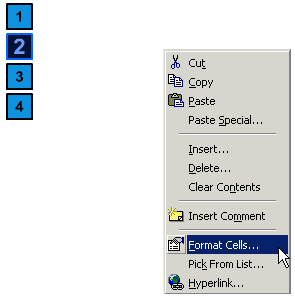 1
2
3
4
Cut
Copy
Paste
Paste Special...
Insert...
Delete...
Clear Contents
Insert Comment
Format Cells...
Pick From List...
Hyperlink...